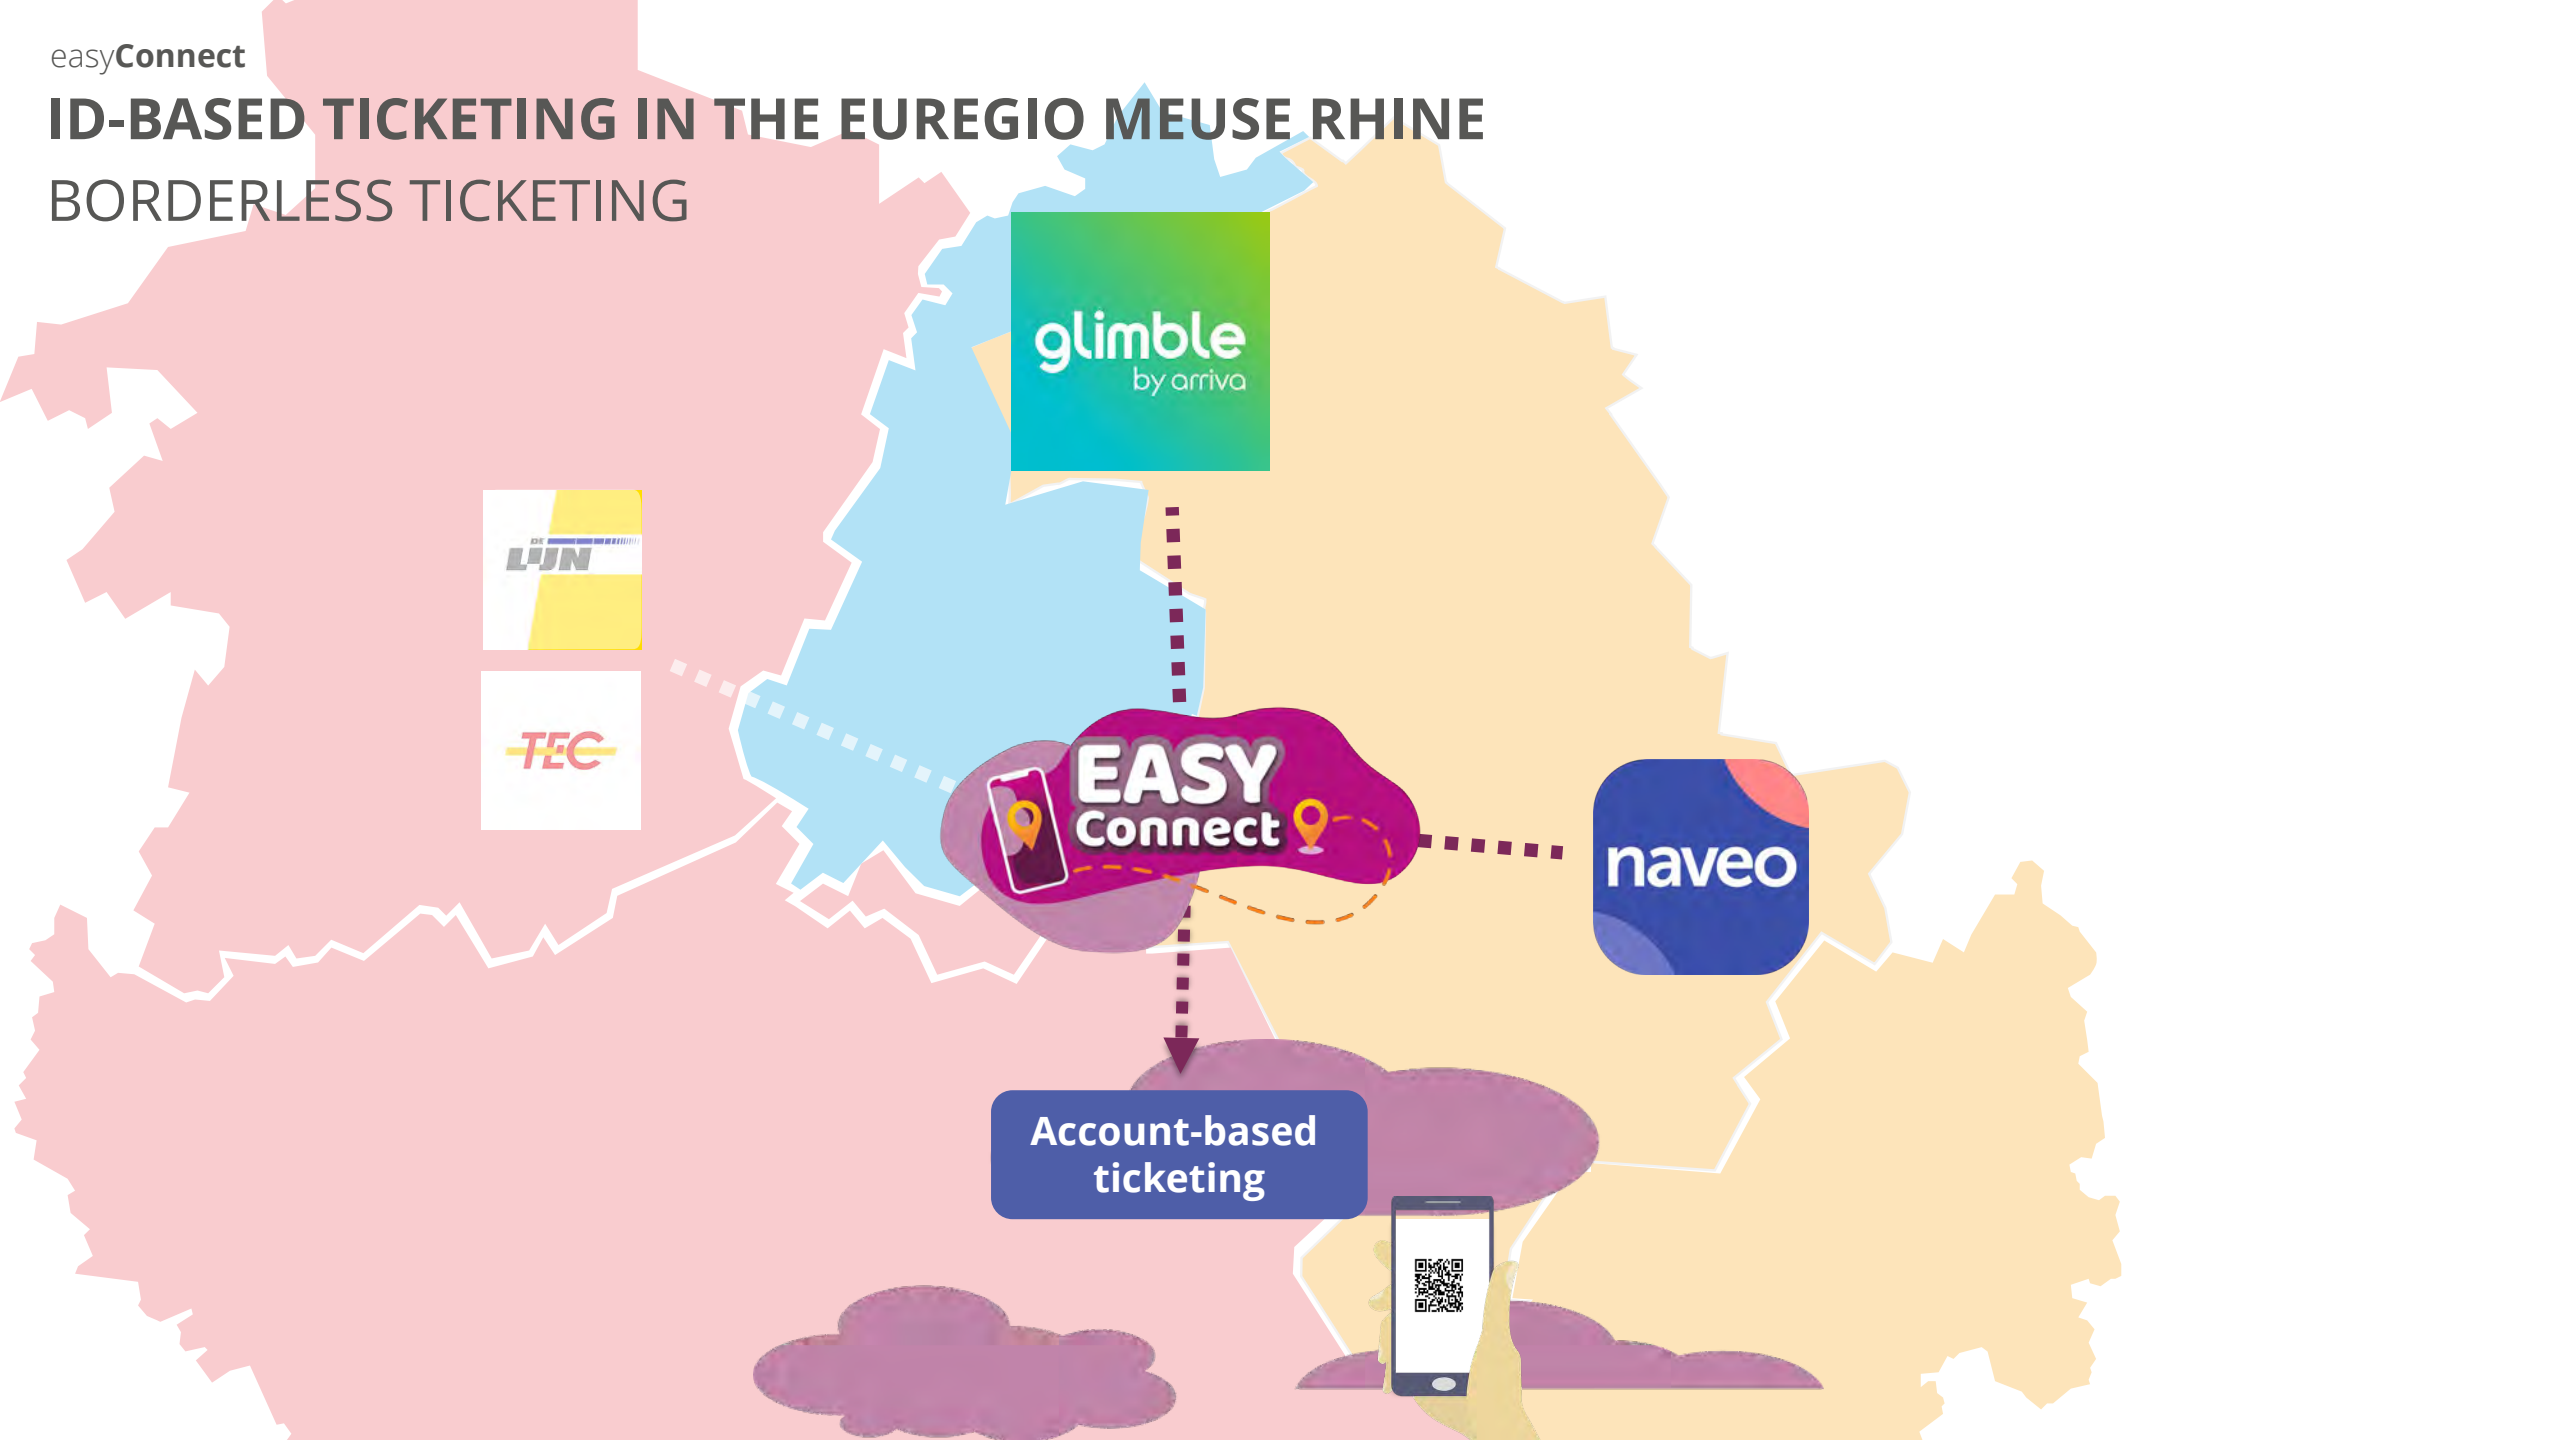 easyConnect
ID-BASED TICKETING IN THE EUREGIO MEUSE RHINE
BORDERLESS TICKETING
glimble
by arriva
DE
LIJN
TEC
EASY
Connect
naveo
Account-based
ticketing